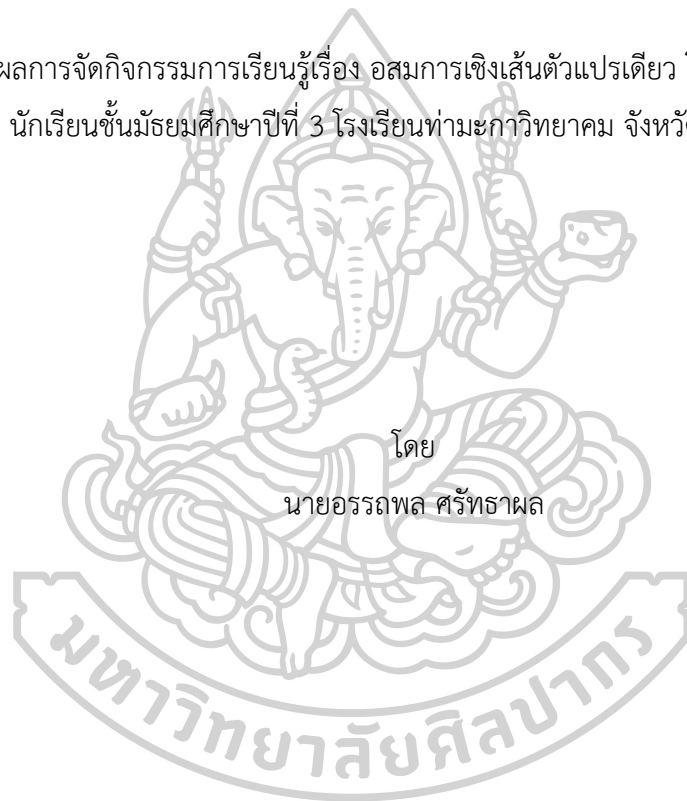 ผลการจัดกิจกรรมการเรียนรู้เรื่อง อสมการเชิงเส้นตัวแปรเดียว
นักเรียนชั้นมัธยมศึกษาปีที่ 3 โรงเรียนท่ามะกาวิทยาคม จังหวัด
โดย
นายอรรถพล ศรัทธาผล
มหาวิทยาลัยศิลปากร